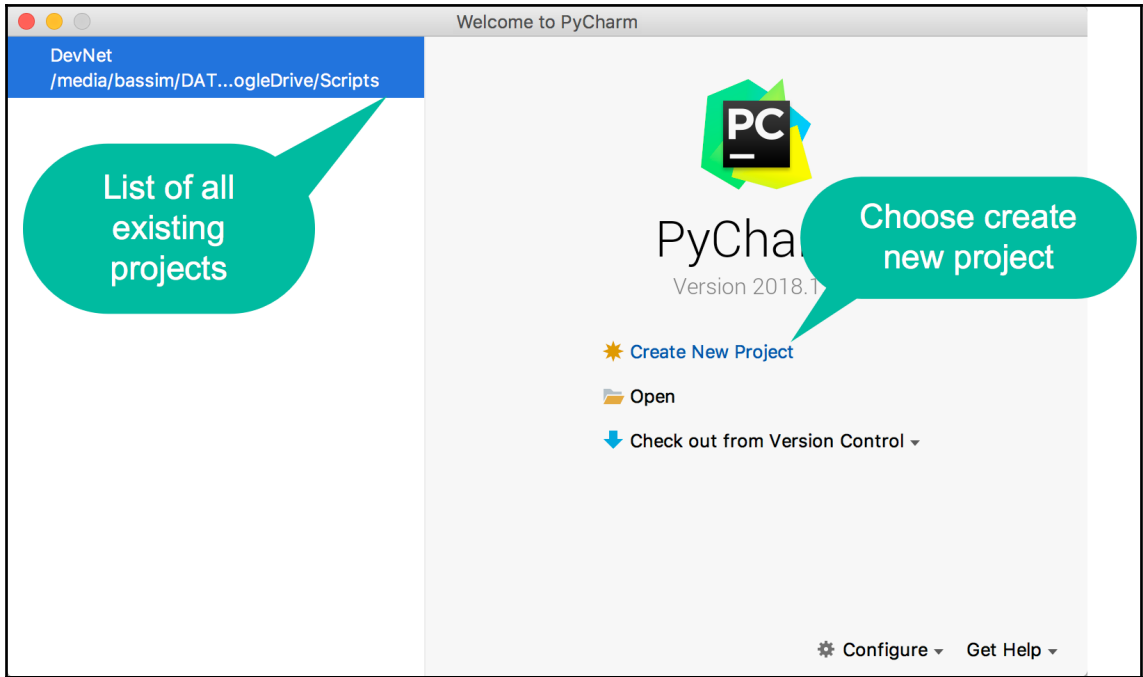 Welcome to PyCharm
DevNet
/media/bassim/DAT...ogleDrive/Scripts
List of all
existing
projects
PC
Choose create
new project
PyCha
Version 2018.1
Create New Project
Open
Check out from Version Control
Configure
Get Help